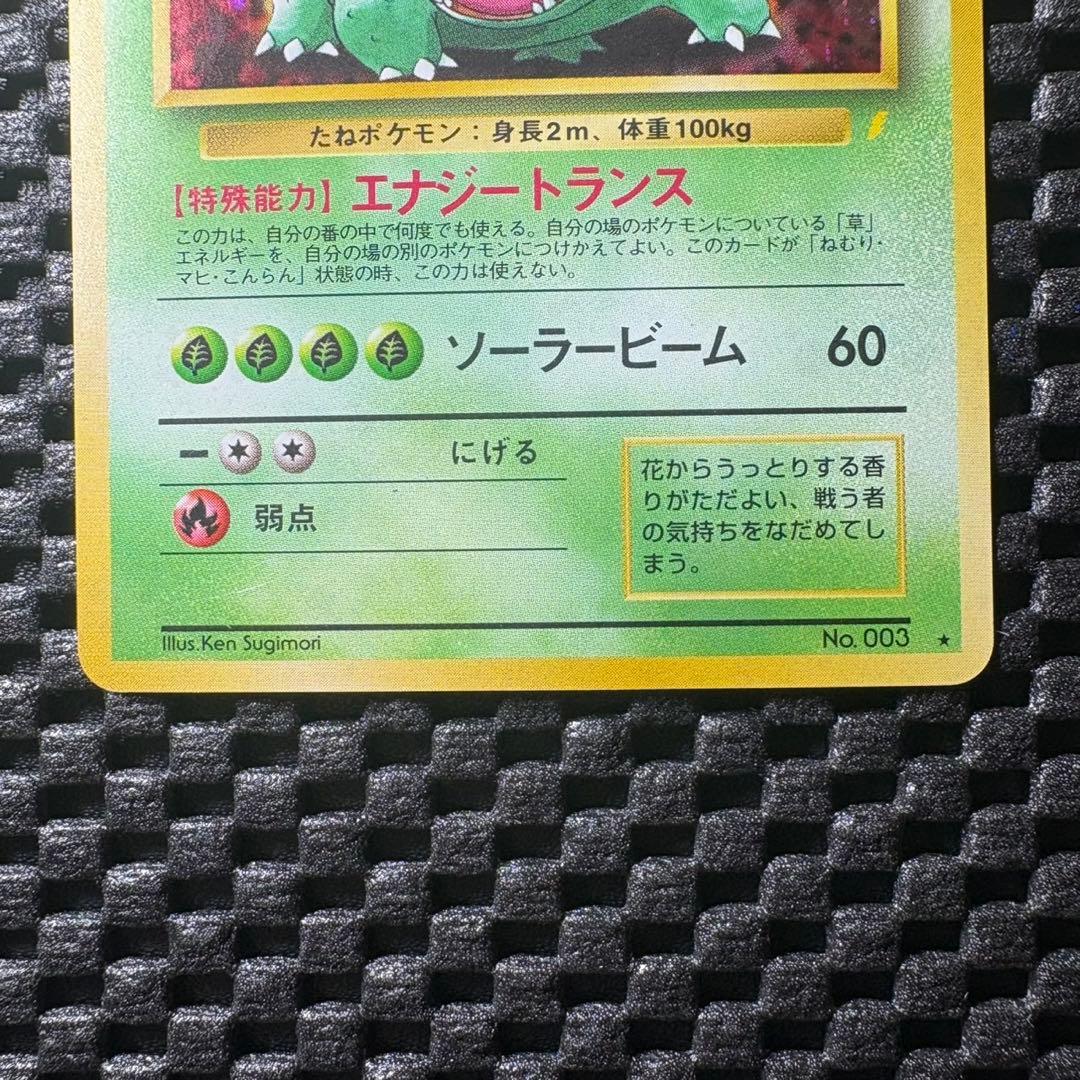 たねポケモン：身長2m、体重100kg
【特殊能力】エナジートランス
この力は、自分の番の中で何度でも使える。自分の場のポケモンについている「草」
エネルギーを、自分の場の別のポケモンにつけかえてよい。このカードが「ねむり・
マヒ・こんらん」状態の時、この力は使えない。
ソーラービーム 60
ー にげる
弱点
花からうっとりする香
りがただよい、戦う者
の気持ちをなだめてし
まう。
Illus.Ken Sugimori
No. 003 ★